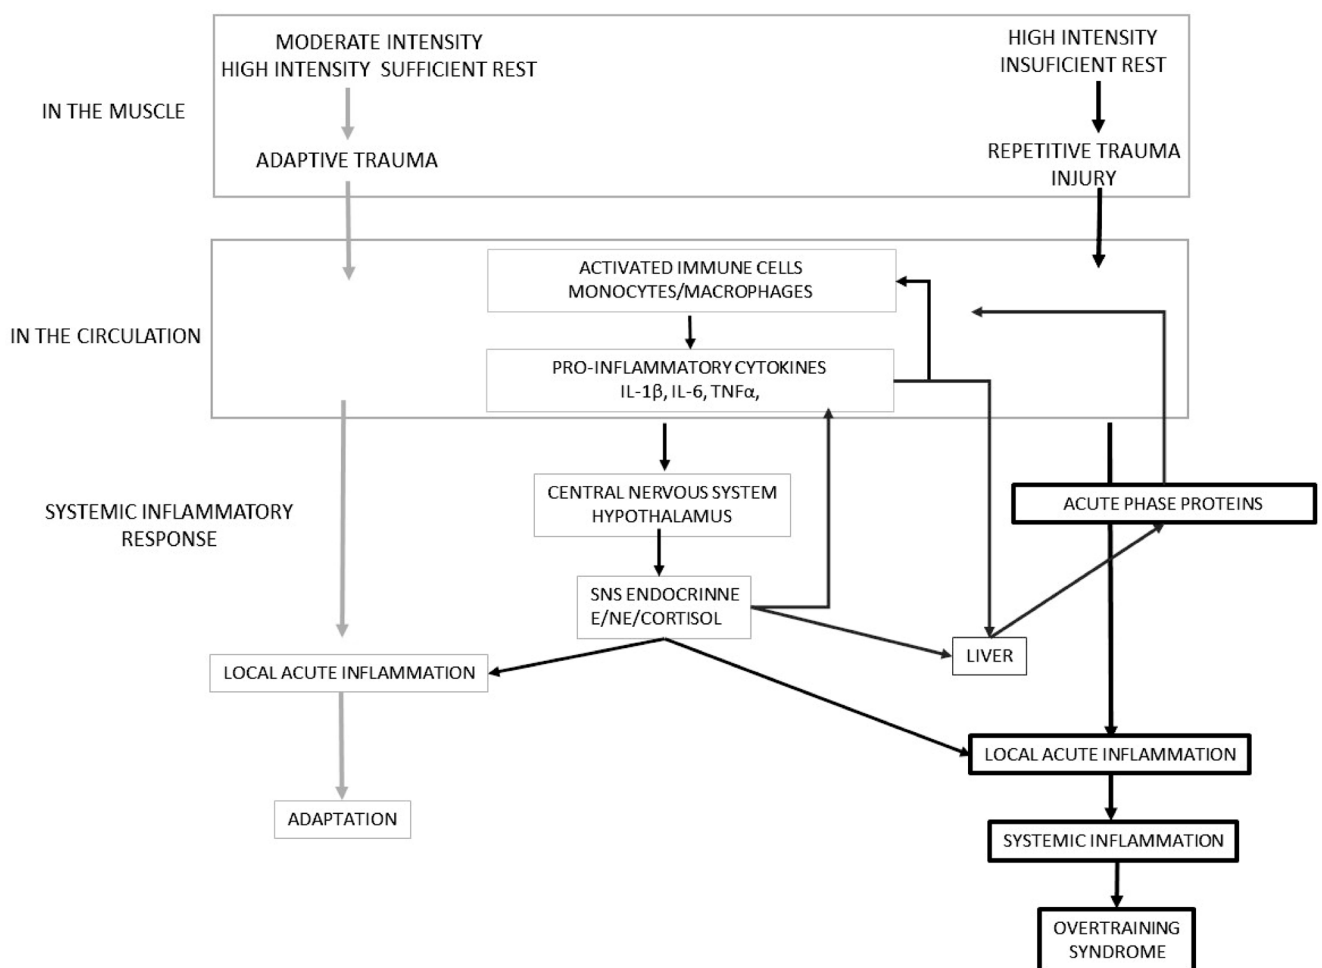 MODERATE INTENSITY
HIGH INTENSITY SUFFICIENT REST
HIGH INTENSITY
INSUFICIENT REST
IN THE MUSCLE
ADAPTIVE TRAUMA
REPETITIVE TRAUMA
INJURY
ACTIVATED IMMUNE CELLS
MONOCYTES/MACROPHAGES
IN THE CIRCULATION
PRO-INFLAMMATORY CYTOKINES
IL-1β, IL-6, TNFα,
SYSTEMIC INFLAMMATORY
RESPONSE
CENTRAL NERVOUS SYSTEM
HYPOTHALAMUS
ACUTE PHASE PROTEINS
SNS ENDOCRINNE
E/NE/CORTISOL
LIVER
LOCAL ACUTE INFLAMMATION
LOCAL ACUTE INFLAMMATION
ADAPTATION
SYSTEMIC INFLAMMATION
OVERTRAINING
SYNDROME